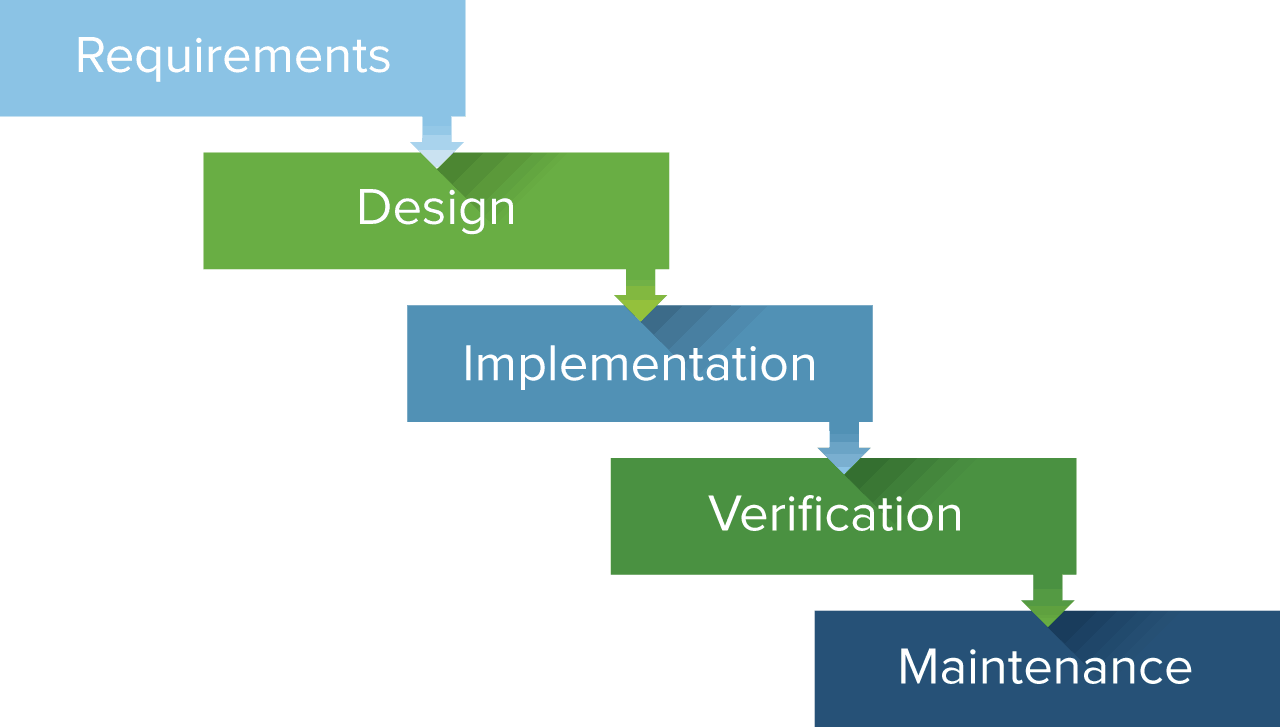 Requirements
Design
Implementation
Verification
Maintenance